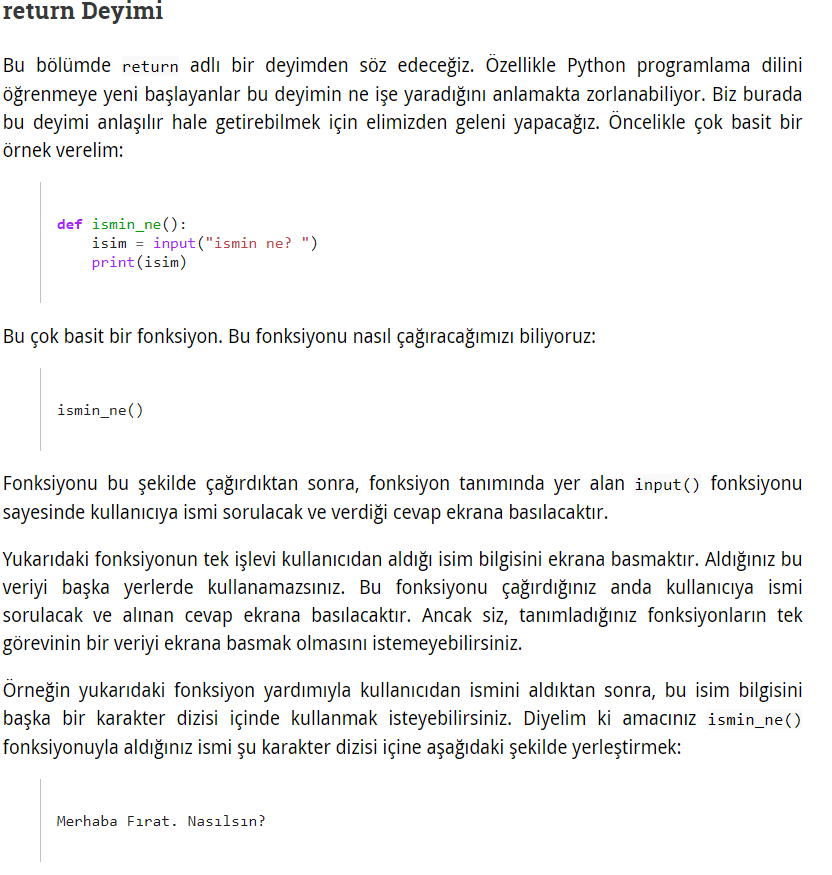 return Deyimi
Bu bölümde return adlı bir deyimden söz edeceğiz. Özellikle Python programlama dilini
öğrenmeye yeni başlayanlar bu deyimin ne işe yaradığını anlamakta zorlanabiliyor. Biz burada
bu deyimi anlaşılır hale getirebilmek için elimizden geleni yapacağız. Öncelikle çok basit bir
örnek verelim:
def ismin_ne():
    isim = input("ismin ne? ")
    print(isim)
Bu çok basit bir fonksiyon. Bu fonksiyonu nasıl çağıracağımızı biliyoruz:
ismin_ne()
Fonksiyonu bu şekilde çağırdıktan sonra, fonksiyon tanımında yer alan input() fonksiyonu
sayesinde kullanıcıya ismi sorulacak ve verdiği cevap ekrana basılacaktır.
Yukarıdaki fonksiyonun tek işlevi kullanıcıdan aldığı isim bilgisini ekrana basmaktır. Aldığınız bu
veriyi başka yerlerde kullanamazsınız. Bu fonksiyonu çağırdığınız anda kullanıcıya ismi
sorulacak ve alınan cevap ekrana basılacaktır. Ancak siz, tanımladığınız fonksiyonların tek
görevinin bir veriyi ekrana basmak olmasını istemeyebilirsiniz.
Örneğin yukarıdaki fonksiyon yardımıyla kullanıcıdan ismini aldıktan sonra, bu isim bilgisini
başka bir karakter dizisi içinde kullanmak isteyebilirsiniz. Diyelim ki amacınız ismin_ne()
fonksiyonuyla aldığınız ismi şu karakter dizisi içine aşağıdaki şekilde yerleştirmek:
Merhaba Fırat. Nasılsın?